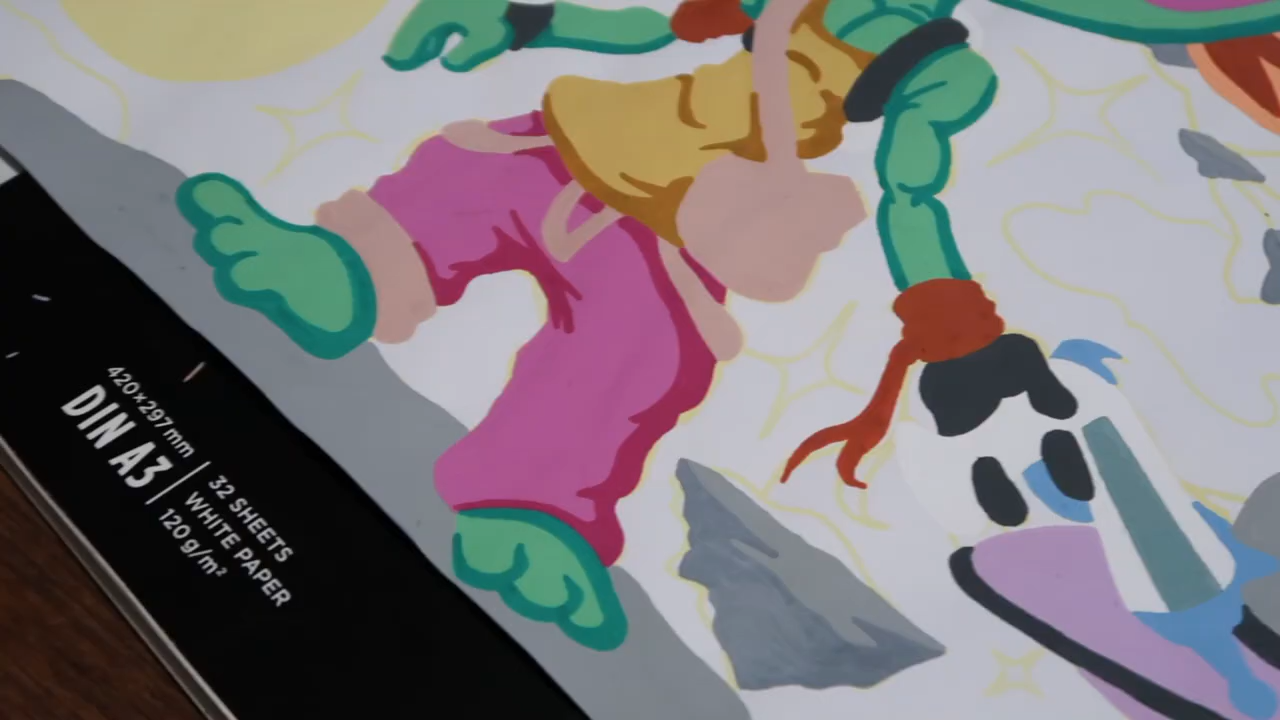 420×297mm
DIN A3
32 SHEETS
WHITE PAPER
120g/m²